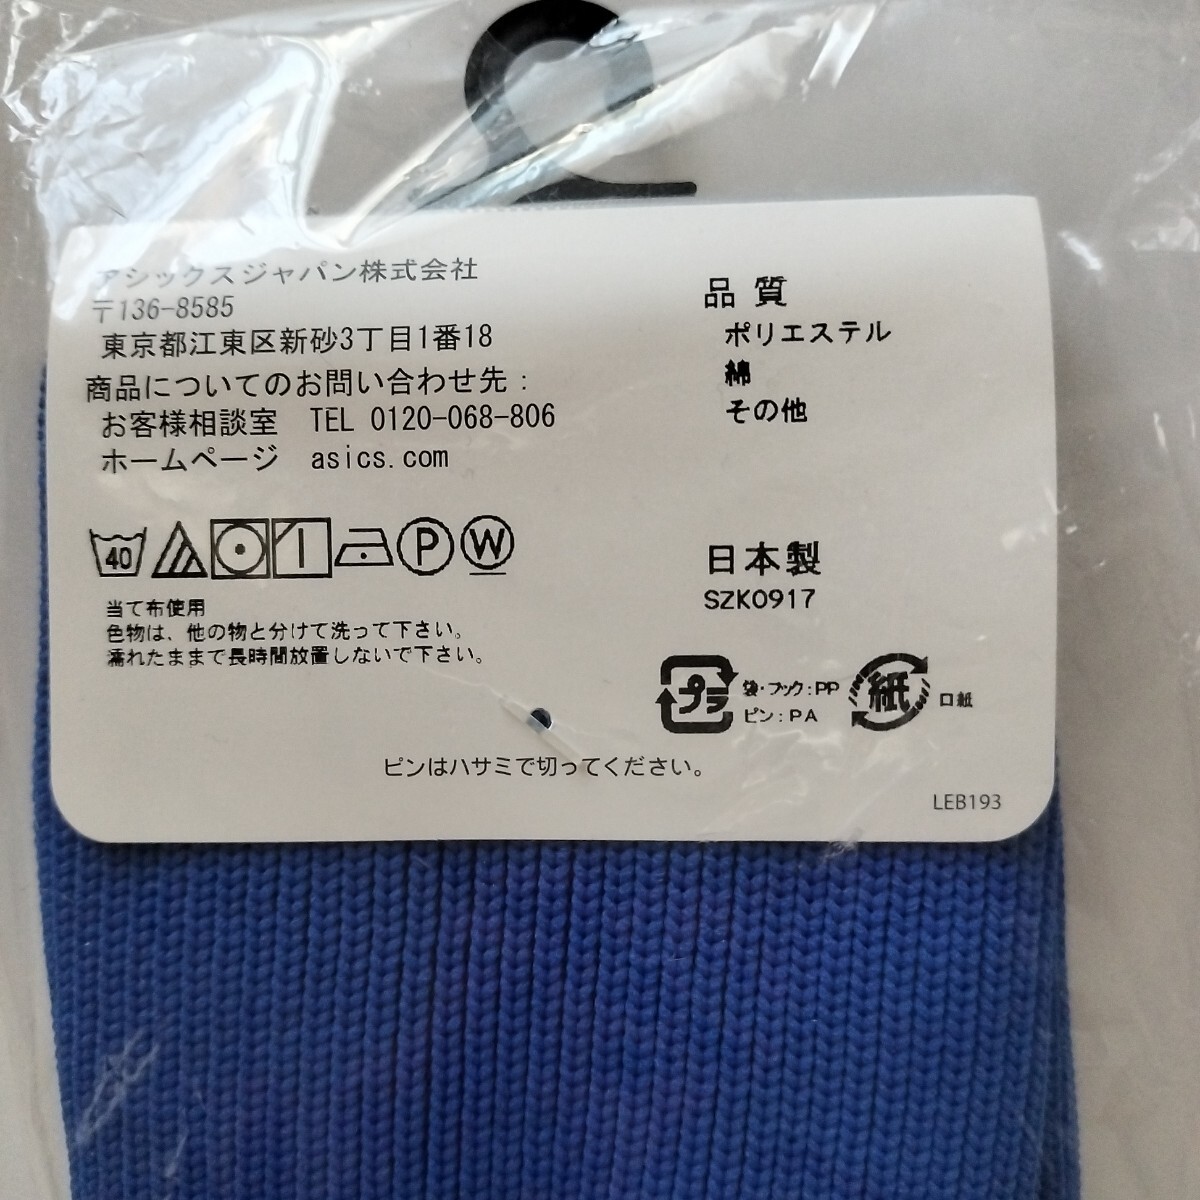 アシックスジャパン株式会社
〒136-8585
東京都江東区新砂3丁目1番18
商品についてのお問い合わせ先：
お客様相談室 TEL 0120-068-806
ホームページ asics.com
40 P W
当て布使用
色物は、他の物と分けて洗って下さい。
濡れたままで長時間放置しないで下さい。
品質
ポリエステル
綿
その他
日本製
SZK0917
プラ 袋・フック：PP
ピン：PA
紙 口紙
ピンはハサミで切ってください。
LEB193